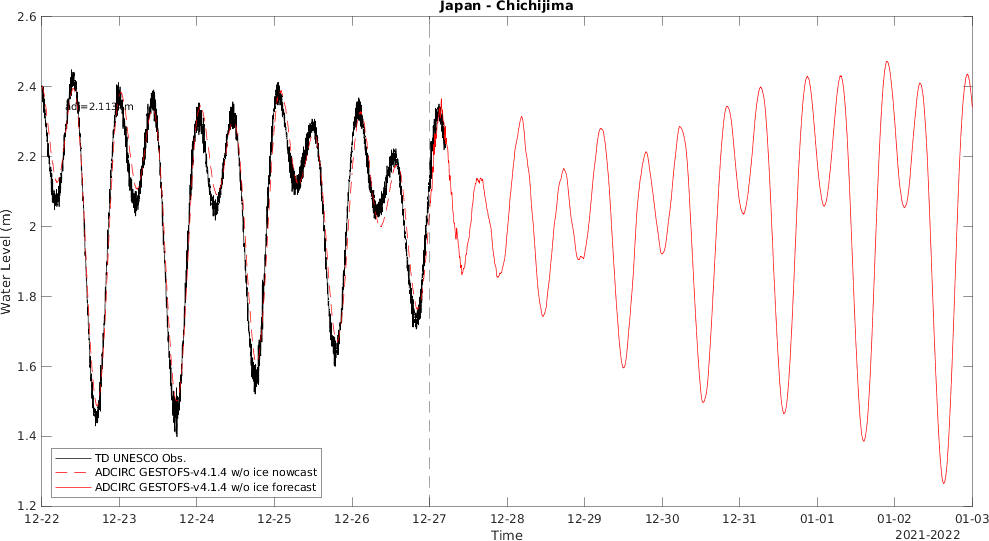 Japan - Chichijima
2.6
2.4
2.2
2
1.8
1.6
1.4
1.2
Water Level (m)
TD UNESCO Obs.
ADCIRC GESTOFS-v4.1.4 w/o ice nowcast
ADCIRC GESTOFS-v4.1.4 w/o ice forecast
12-22 12-23 12-24 12-25 12-26 12-27 12-28 12-29 12-30 12-31 01-01 01-02 01-03
Time
2021-2022